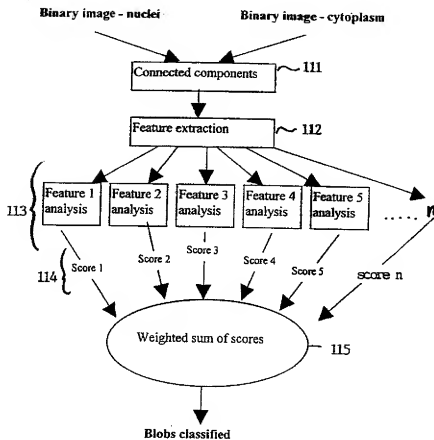 Binary image - nuclei Binary image - cytoplasm
Connected components 111
Feature extraction 112
113
Feature 1 analysis
Feature 2 analysis
Feature 3 analysis
Feature 4 analysis
Feature 5 analysis
..... n
114
Score 1
Score 2
Score 3
Score 4
Score 5
score n
Weighted sum of scores 115
Blobs classified